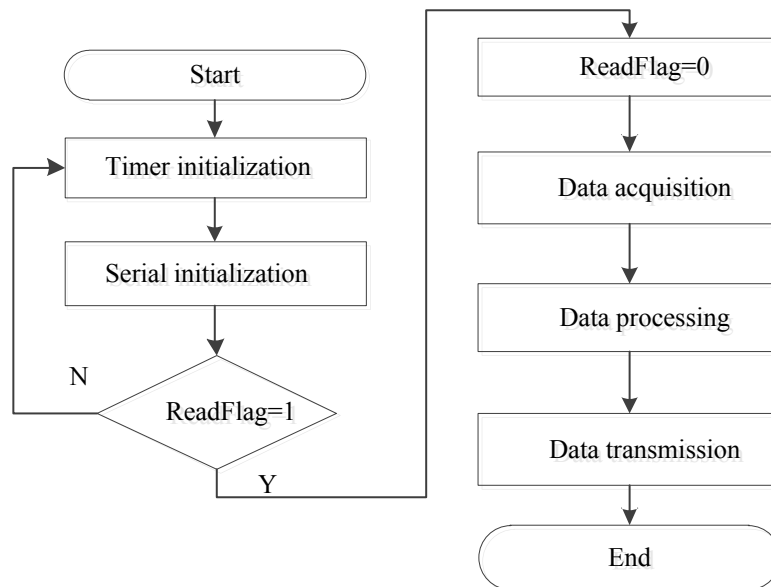 Start
Timer initialization
Serial initialization
N
ReadFlag=1
Y
ReadFlag=0
Data acquisition
Data processing
Data transmission
End